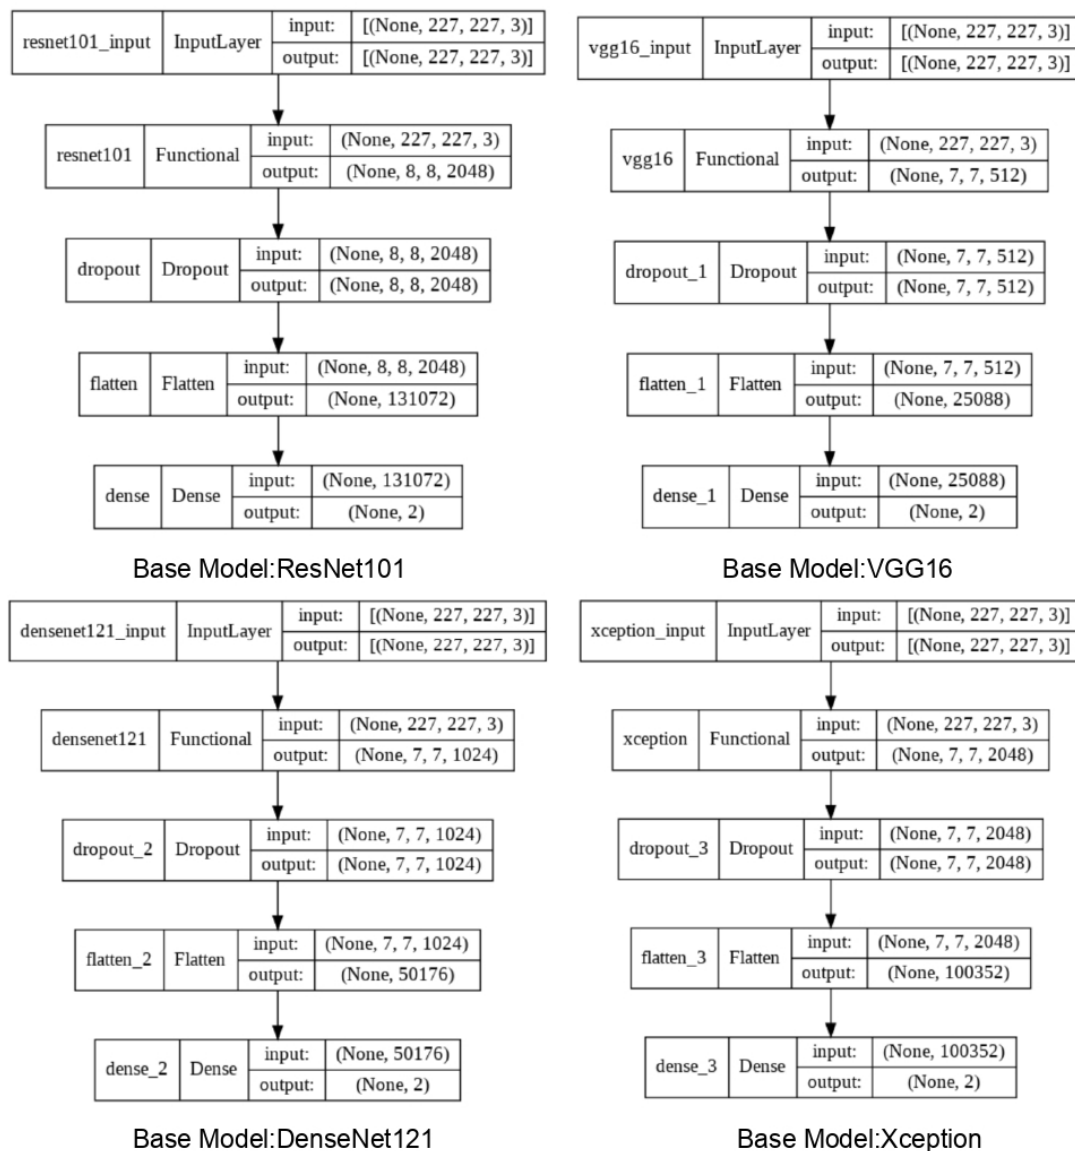 resnet101_input InputLayer input: [(None, 227, 227, 3)]
output: [(None, 227, 227, 3)]
resnet101 Functional input: (None, 227, 227, 3)
output: (None, 8, 8, 2048)
dropout Dropout input: (None, 8, 8, 2048)
output: (None, 8, 8, 2048)
flatten Flatten input: (None, 8, 8, 2048)
output: (None, 131072)
dense Dense input: (None, 131072)
output: (None, 2)
Base Model:ResNet101
vgg16_input InputLayer input: [(None, 227, 227, 3)]
output: [(None, 227, 227, 3)]
vgg16 Functional input: (None, 227, 227, 3)
output: (None, 7, 7, 512)
dropout_1 Dropout input: (None, 7, 7, 512)
output: (None, 7, 7, 512)
flatten_1 Flatten input: (None, 7, 7, 512)
output: (None, 25088)
dense_1 Dense input: (None, 25088)
output: (None, 2)
Base Model:VGG16
densenet121_input InputLayer input: [(None, 227, 227, 3)]
output: [(None, 227, 227, 3)]
densenet121 Functional input: (None, 227, 227, 3)
output: (None, 7, 7, 1024)
dropout_2 Dropout input: (None, 7, 7, 1024)
output: (None, 7, 7, 1024)
flatten_2 Flatten input: (None, 7, 7, 1024)
output: (None, 50176)
dense_2 Dense input: (None, 50176)
output: (None, 2)
Base Model:DenseNet121
xception_input InputLayer input: [(None, 227, 227, 3)]
output: [(None, 227, 227, 3)]
xception Functional input: (None, 227, 227, 3)
output: (None, 7, 7, 2048)
dropout_3 Dropout input: (None, 7, 7, 2048)
output: (None, 7, 7, 2048)
flatten_3 Flatten input: (None, 7, 7, 2048)
output: (None, 100352)
dense_3 Dense input: (None, 100352)
output: (None, 2)
Base Model:Xception